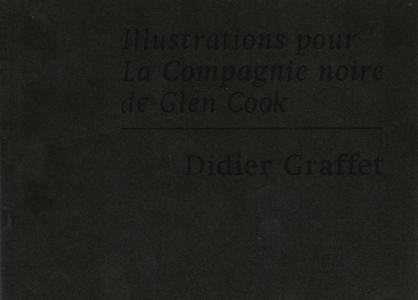 Illustrations pour
La Compagnie noire
de Glen Cook
Didier Graffet